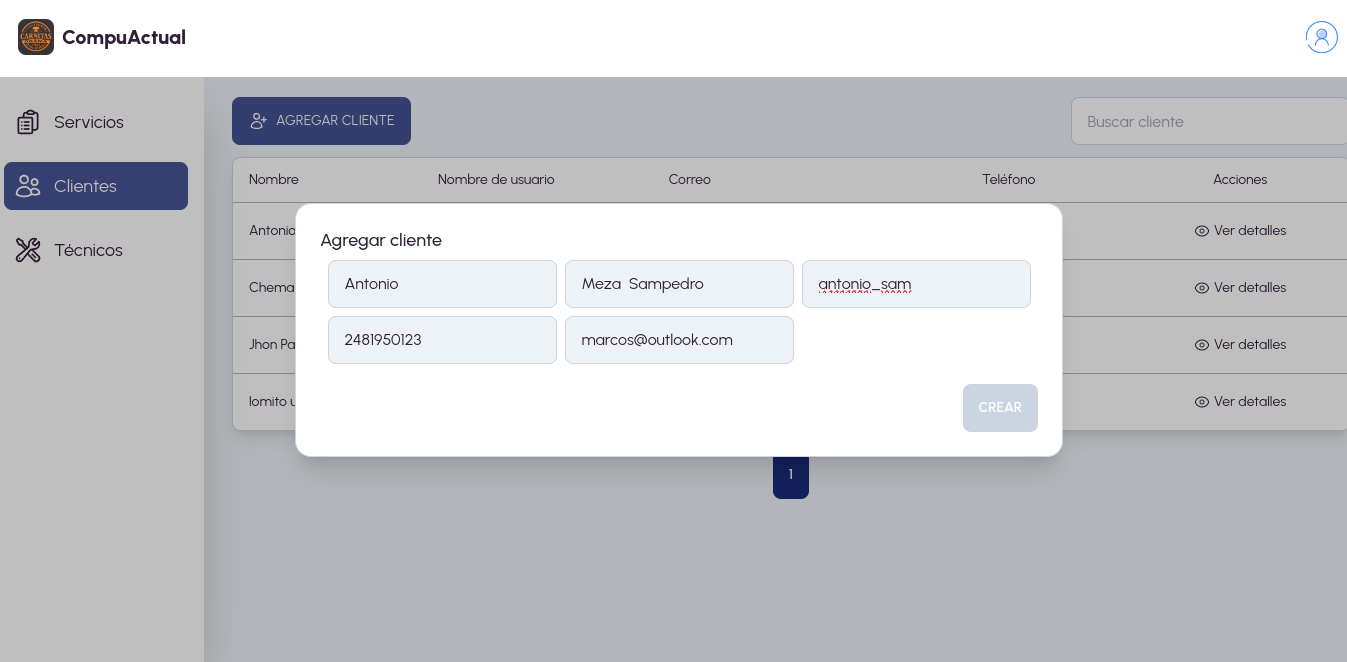 CARNITAS
CompuActual
Servicios
Clientes
Técnicos
AGREGAR CLIENTE
Buscar cliente
Nombre Nombre de usuario Correo Teléfono Acciones
Antonio Ver detalles
Chema Ver detalles
Jhon Pa Ver detalles
lomito u Ver detalles
Agregar cliente
Antonio Meza Sampedro antonio_sam
2481950123 marcos@outlook.com
CREAR
1